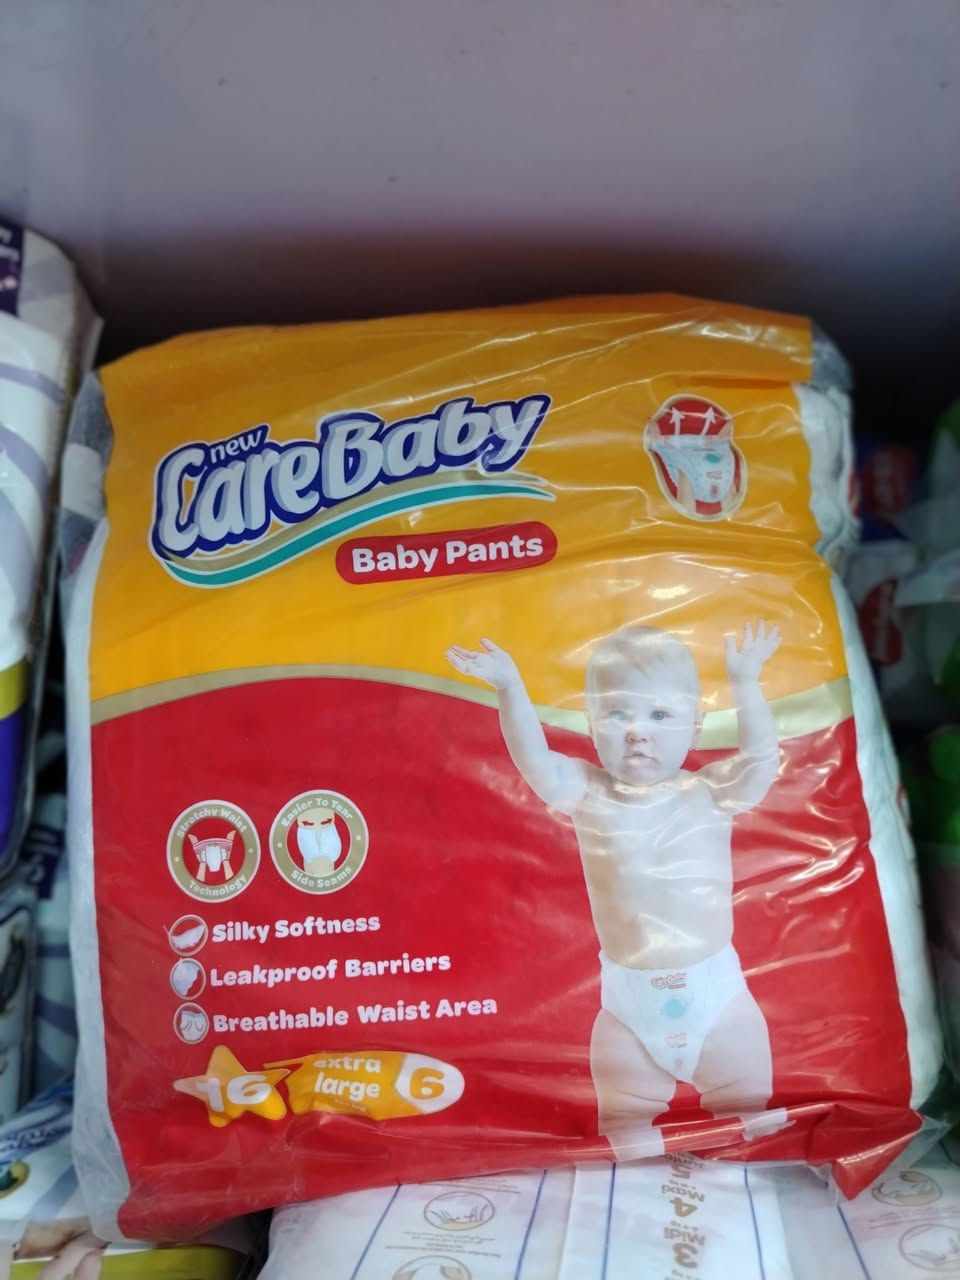 new
CareBaby
Baby Pants
Stretchy Waist
Technology
Easier To Tear
Side Seams
Silky Softness
Leakproof Barriers
Breathable Waist Area
16
extra
large
6
Maxi
4
Midi
3